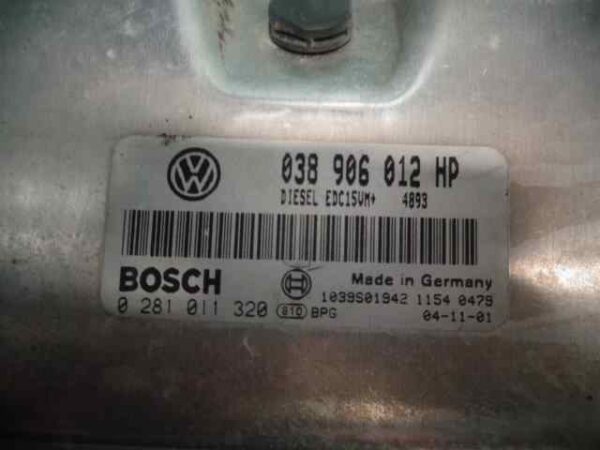 038 906 012 HP
DIESEL EDC15VM+ 4893
BOSCH Made in Germany
1039S01942 1154 0479
0 281 011 320 BPG 04-11-01